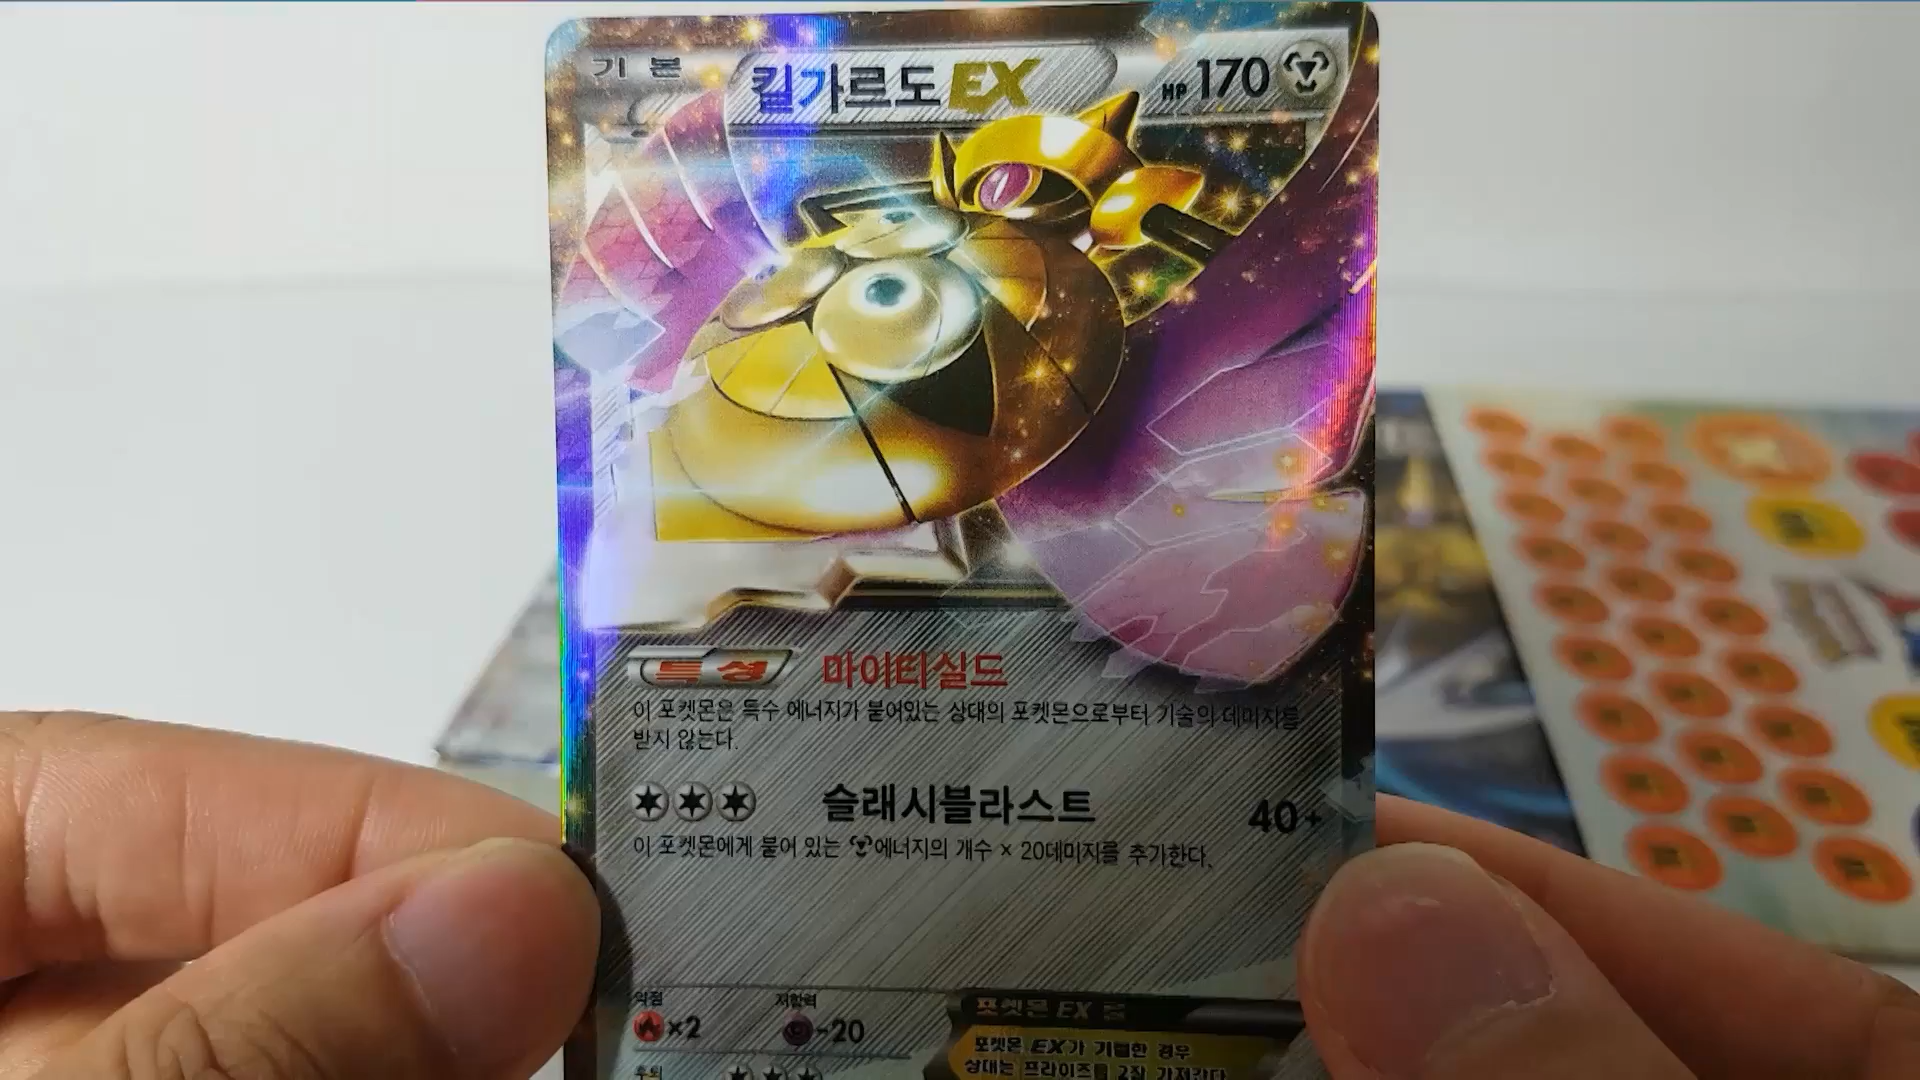 기본 킬가르도EX HP170
특성 마이티실드
이 포켓몬은 특수 에너지가 붙어있는 상대의 포켓몬으로부터 기술의 데미지를
받지 않는다.
슬래시블라스트 40+
이 포켓몬에게 붙어 있는 에너지의 개수 × 20데미지를 추가한다.
약점 저항력
×2 -20
포켓몬 EX 룰
포켓몬 EX가 기절한 경우
상대는 프라이즈를 2장 가져간다.
후퇴